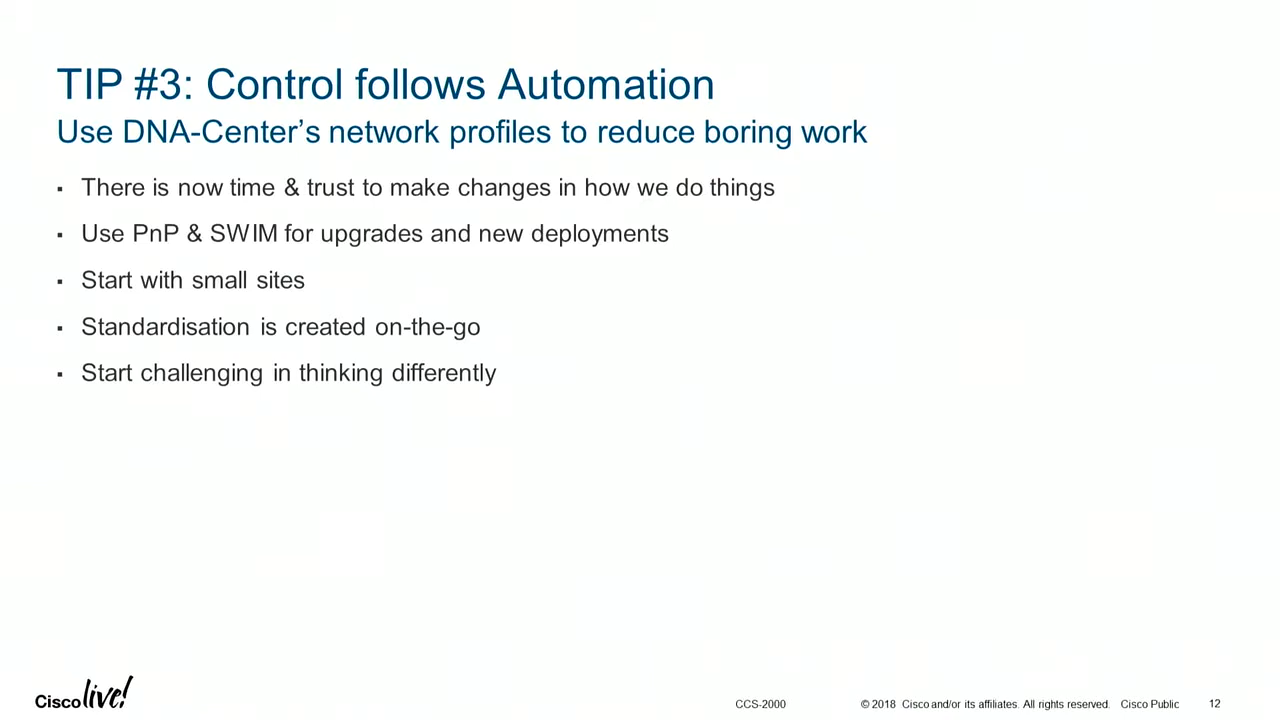 TIP #3: Control follows Automation
Use DNA-Center's network profiles to reduce boring work
▪ There is now time & trust to make changes in how we do things
▪ Use PnP & SWIM for upgrades and new deployments
▪ Start with small sites
▪ Standardisation is created on-the-go
▪ Start challenging in thinking differently
Cisco live!
CCS-2000
© 2018 Cisco and/or its affiliates. All rights reserved. Cisco Public
12